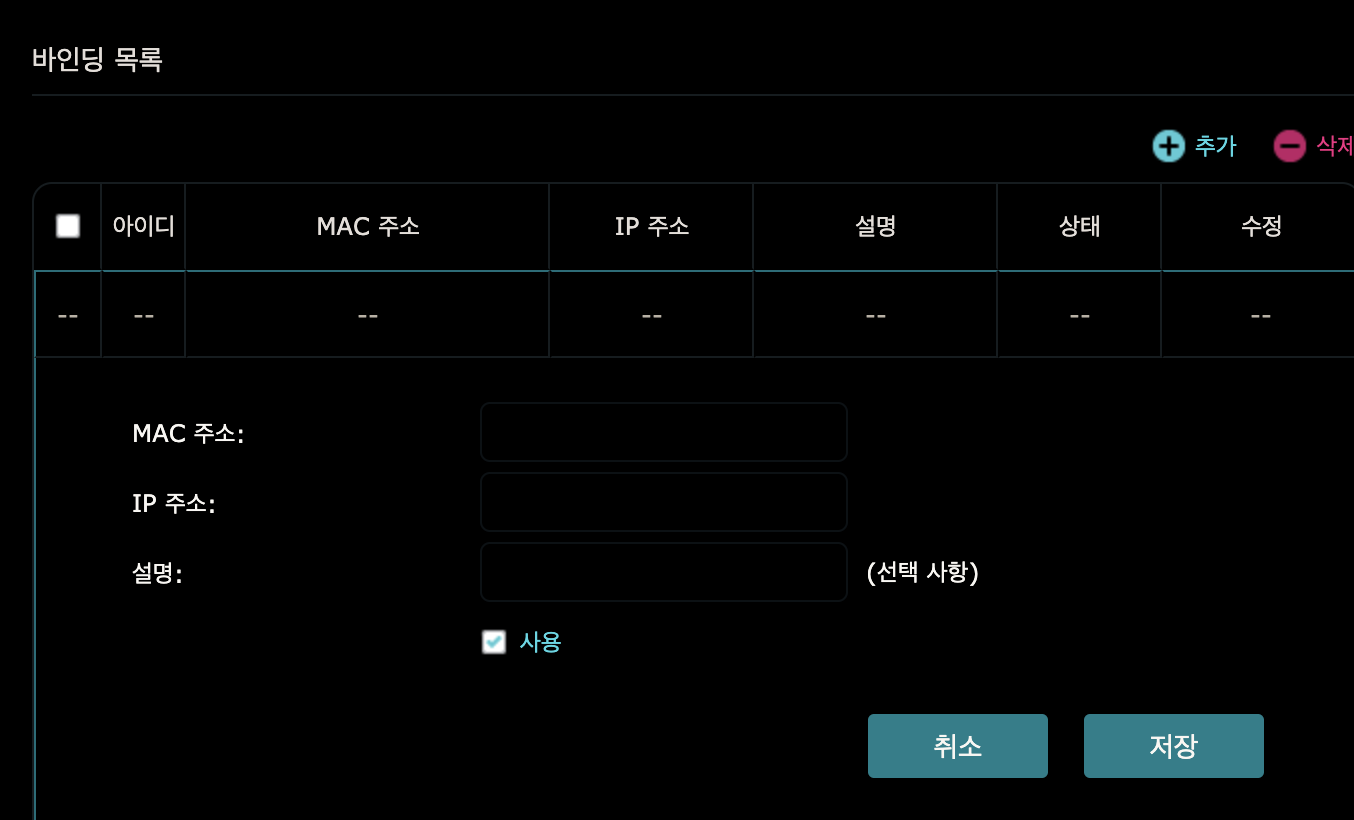 바인딩 목록
추가 삭제
아이디 MAC 주소 IP 주소 설명 상태 수정
-- -- -- -- -- -- --
MAC 주소:
IP 주소:
설명: (선택 사항)
사용
취소 저장